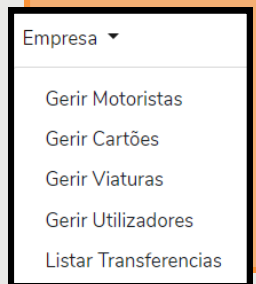 Empresa
Gerir Motoristas
Gerir Cartões
Gerir Viaturas
Gerir Utilizadores
Listar Transferencias